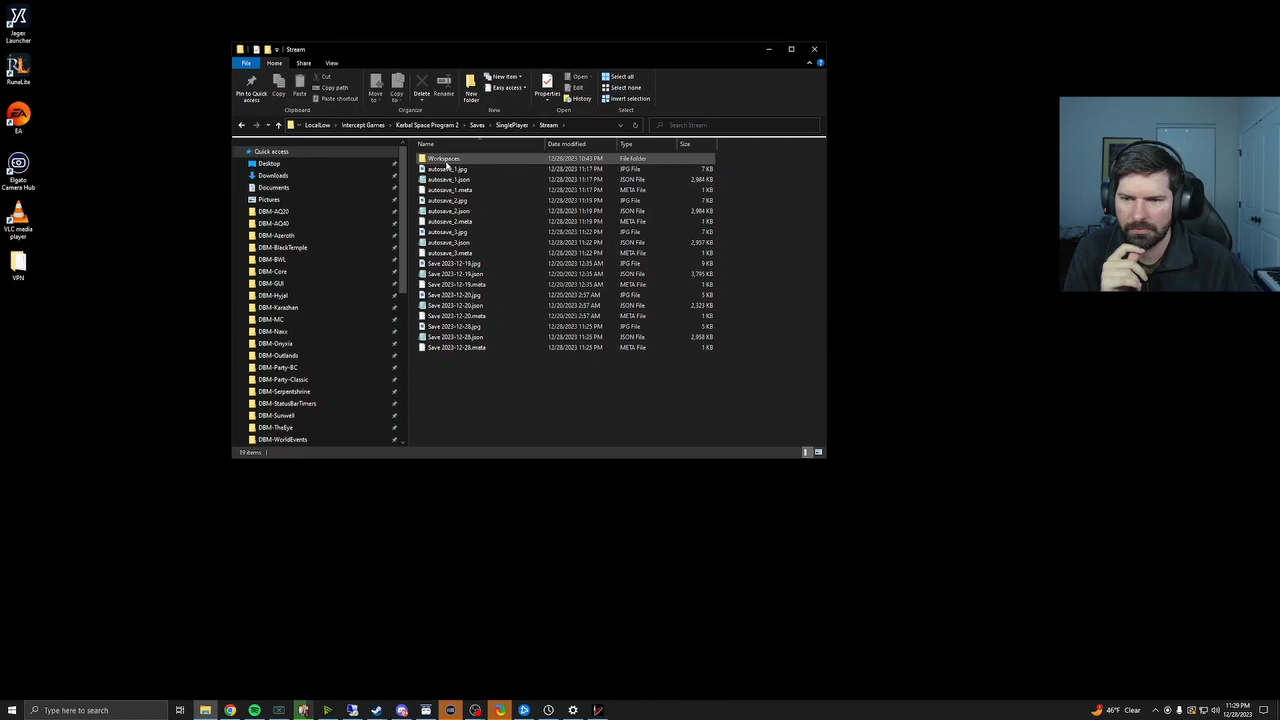 Jagex
Launcher
RuneLite
EA
Elgato
Camera Hub
VLC media
player
VPN
Stream
File
Home
Share
View
Pin to Quick
access
Copy
Paste
Cut
Copy path
Paste shortcut
Clipboard
Move
to
Copy
to
Delete
Rename
Organize
New
folder
New item
Easy access
New
Properties
Open
Edit
History
Open
Select all
Select none
Invert selection
Select
LocalLow
Intercept Games
Kerbal Space Program 2
Saves
SinglePlayer
Stream
Search Stream
Quick access
Desktop
Downloads
Documents
Pictures
DBM-AQ20
DBM-AQ40
DBM-Azeroth
DBM-BlackTemple
DBM-BWL
DBM-Core
DBM-GUI
DBM-Hyjal
DBM-Karazhan
DBM-MC
DBM-Naxx
DBM-Onyxia
DBM-Outlands
DBM-Party-BC
DBM-Party-Classic
DBM-Serpentshrine
DBM-StatusBarTimers
DBM-Sunwell
DBM-TheEye
DBM-WorldEvents
Name Date modified Type Size
Workspaces 12/28/2023 10:43 PM File folder
autosave_1.jpg 12/28/2023 11:17 PM JPG File 7 KB
autosave_1.json 12/28/2023 11:17 PM JSON File 2,984 KB
autosave_1.meta 12/28/2023 11:17 PM META File 1 KB
autosave_2.jpg 12/28/2023 11:19 PM JPG File 7 KB
autosave_2.json 12/28/2023 11:19 PM JSON File 2,984 KB
autosave_2.meta 12/28/2023 11:19 PM META File 1 KB
autosave_3.jpg 12/28/2023 11:22 PM JPG File 7 KB
autosave_3.json 12/28/2023 11:22 PM JSON File 2,957 KB
autosave_3.meta 12/28/2023 11:22 PM META File 1 KB
Save 2023-12-19.jpg 12/20/2023 12:35 AM JPG File 9 KB
Save 2023-12-19.json 12/20/2023 12:35 AM JSON File 3,795 KB
Save 2023-12-19.meta 12/20/2023 12:35 AM META File 1 KB
Save 2023-12-20.jpg 12/20/2023 2:57 AM JPG File 5 KB
Save 2023-12-20.json 12/20/2023 2:57 AM JSON File 2,323 KB
Save 2023-12-20.meta 12/20/2023 2:57 AM META File 1 KB
Save 2023-12-28.jpg 12/28/2023 11:25 PM JPG File 5 KB
Save 2023-12-28.json 12/28/2023 11:25 PM JSON File 2,958 KB
Save 2023-12-28.meta 12/28/2023 11:25 PM META File 1 KB
19 items
Type here to search
46°F Clear
11:29 PM
12/28/2023